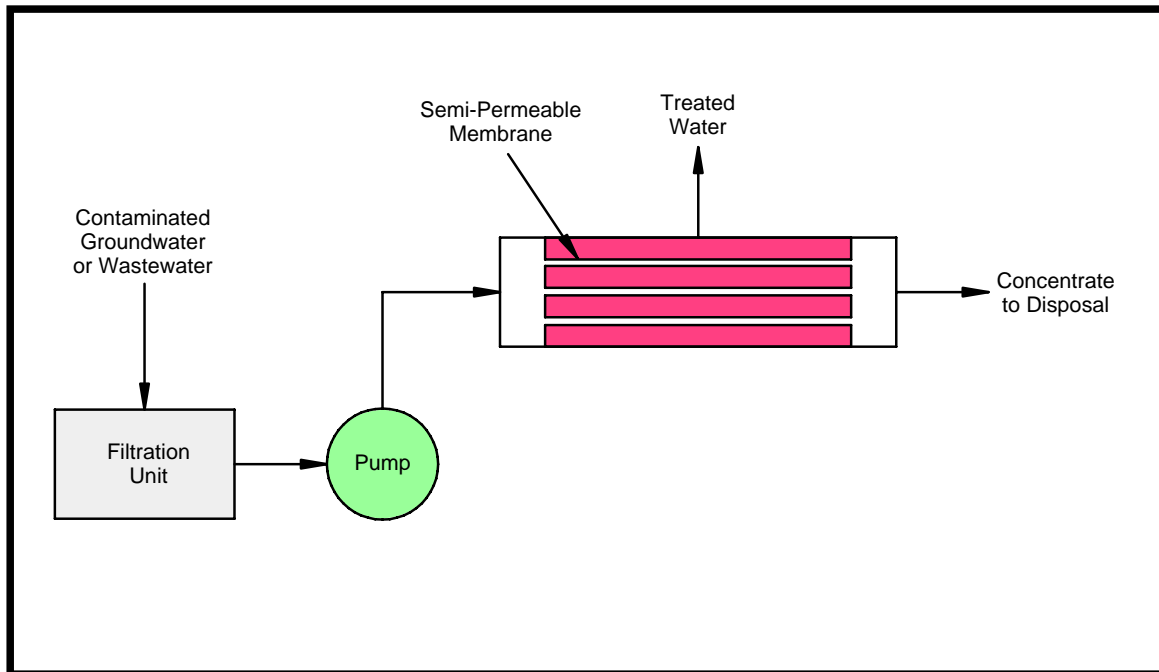 Semi-Permeable
Membrane
Treated
Water
Contaminated
Groundwater
or Wastewater
Concentrate
to Disposal
Filtration
Unit
Pump